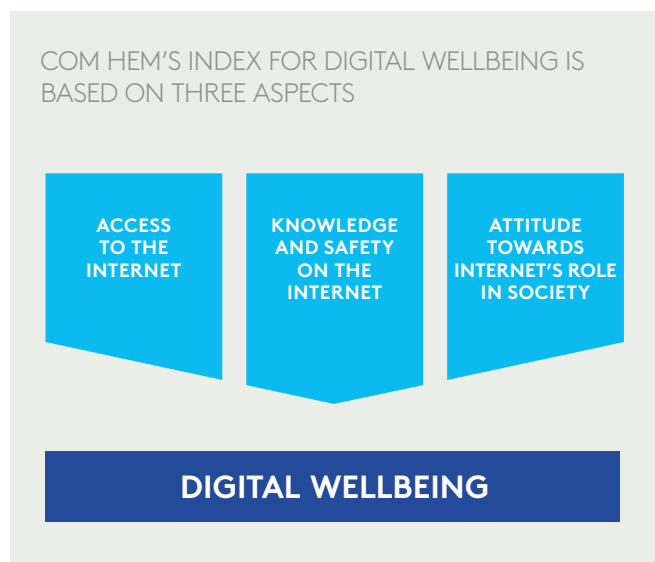 COM HEM'S INDEX FOR DIGITAL WELLBEING IS
BASED ON THREE ASPECTS
ACCESS
TO THE
INTERNET
KNOWLEDGE
AND SAFETY
ON THE
INTERNET
ATTITUDE
TOWARDS
INTERNET'S ROLE
IN SOCIETY
DIGITAL WELLBEING